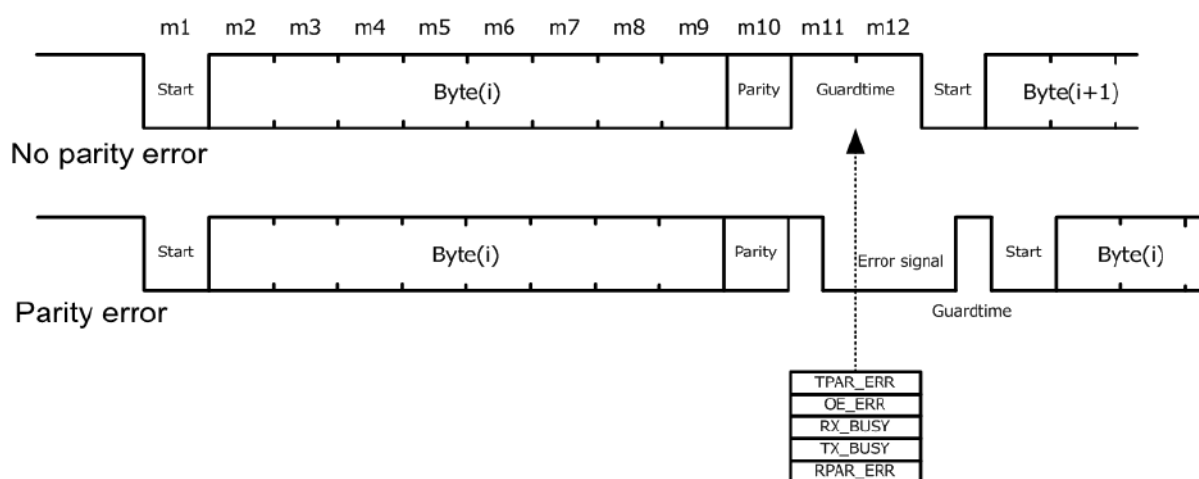 m1 m2 m3 m4 m5 m6 m7 m8 m9 m10 m11 m12
Start Byte(i) Parity Guardtime Start Byte(i+1)
No parity error
Start Byte(i) Parity Error signal Start Byte(i)
Parity error
Guardtime
TPAR_ERR
OE_ERR
RX_BUSY
TX_BUSY
RPAR_ERR